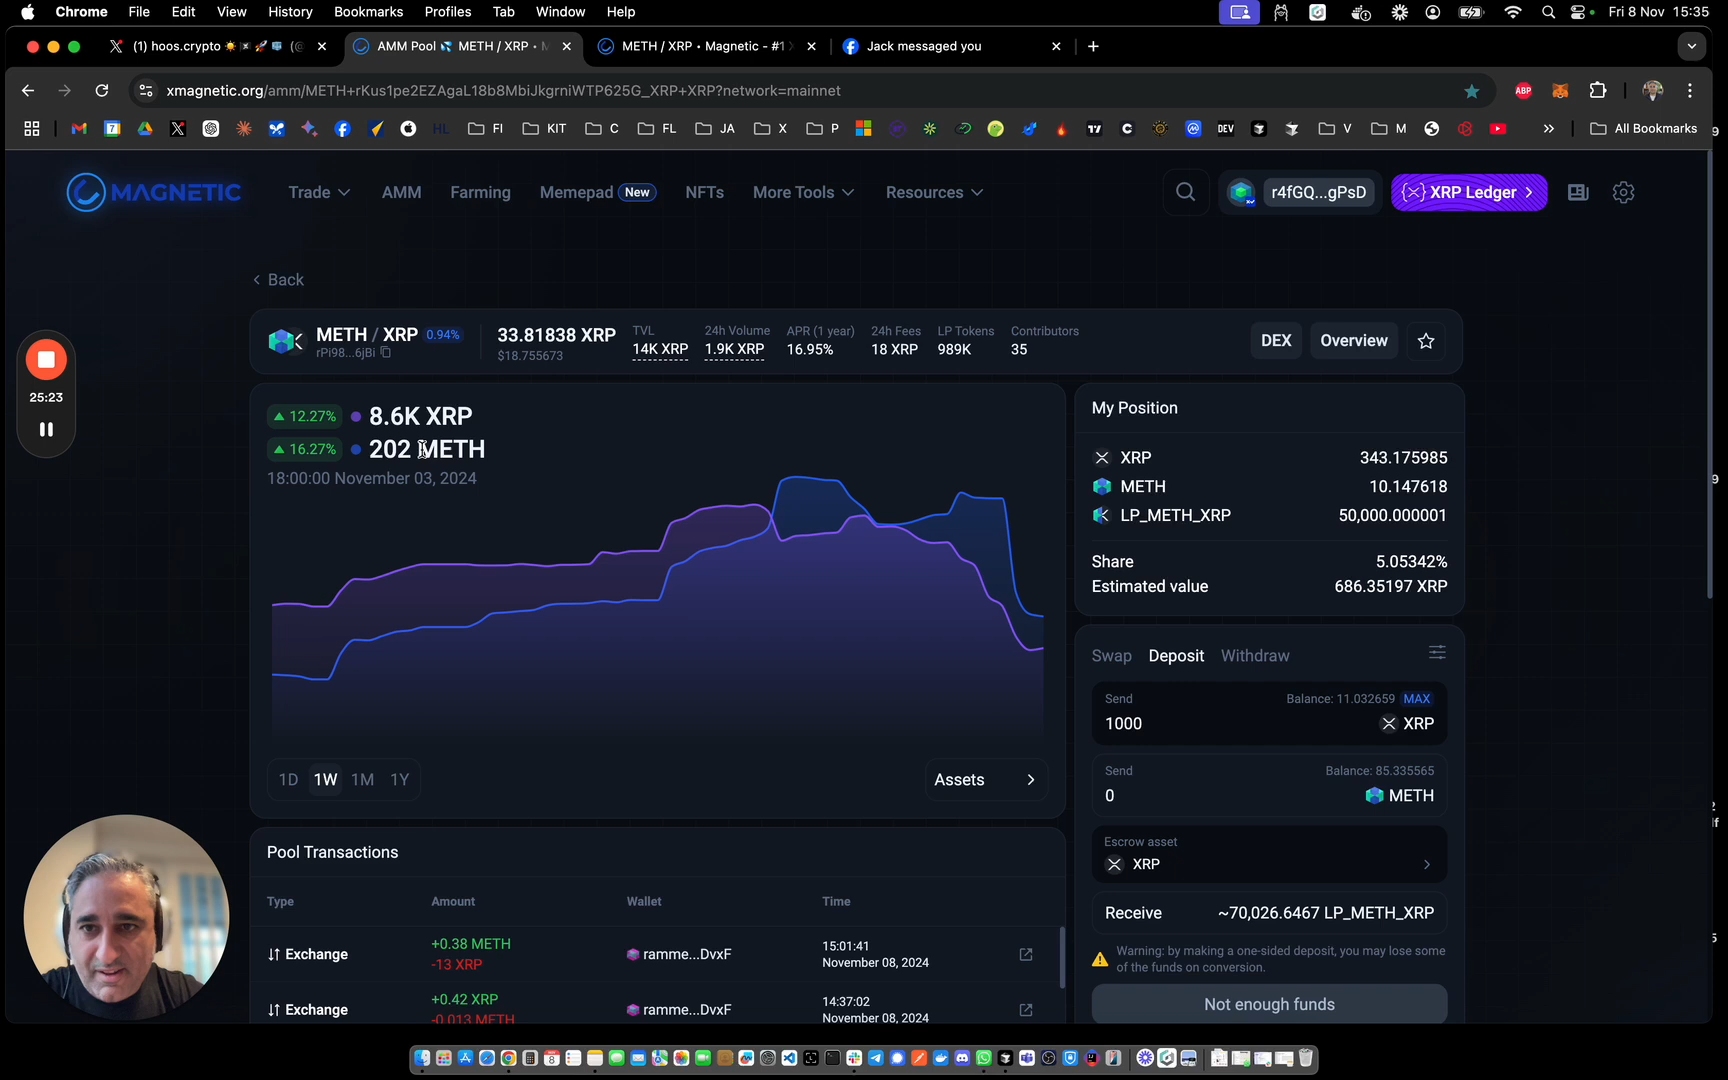 Chrome File Edit View History Bookmarks Profiles Tab Window Help
Fri 8 Nov 15:35
(1) hoos.crypto
AMM Pool METH / XRP •
METH / XRP • Magnetic - #1
Jack messaged you
xmagnetic.org/amm/METH+rKus1pe2EZAgaL18b8MbiJkgrniWTP625G_XRP+XRP?network=mainnet
ABP
HL FI KIT C FL JA X P DEV V M All Bookmarks
MAGNETIC
Trade AMM Farming Memepad New NFTs More Tools Resources
r4fGQ...gPsD
XRP Ledger
Back
METH / XRP 0.94%
rPi98...6jBi
33.81838 XRP
$18.755673
TVL
14K XRP
24h Volume
1.9K XRP
APR (1 year)
16.95%
24h Fees
18 XRP
LP Tokens
989K
Contributors
35
DEX
Overview
25:23
12.27% 8.6K XRP
16.27% 202 METH
18:00:00 November 03, 2024
1D 1W 1M 1Y
Assets
My Position
XRP 343.175985
METH 10.147618
LP_METH_XRP 50,000.000001
Share 5.05342%
Estimated value 686.35197 XRP
Swap Deposit Withdraw
Send Balance: 11.032659 MAX
1000 XRP
Send Balance: 85.335565
0 METH
Escrow asset
XRP
Receive ~70,026.6467 LP_METH_XRP
Warning: by making a one-sided deposit, you may lose some
of the funds on conversion.
Not enough funds
Pool Transactions
Type Amount Wallet Time
Exchange
+0.38 METH
-13 XRP
ramme...DvxF
15:01:41
November 08, 2024
Exchange
+0.42 XRP
-0.013 METH
ramme...DvxF
14:37:02
November 08, 2024